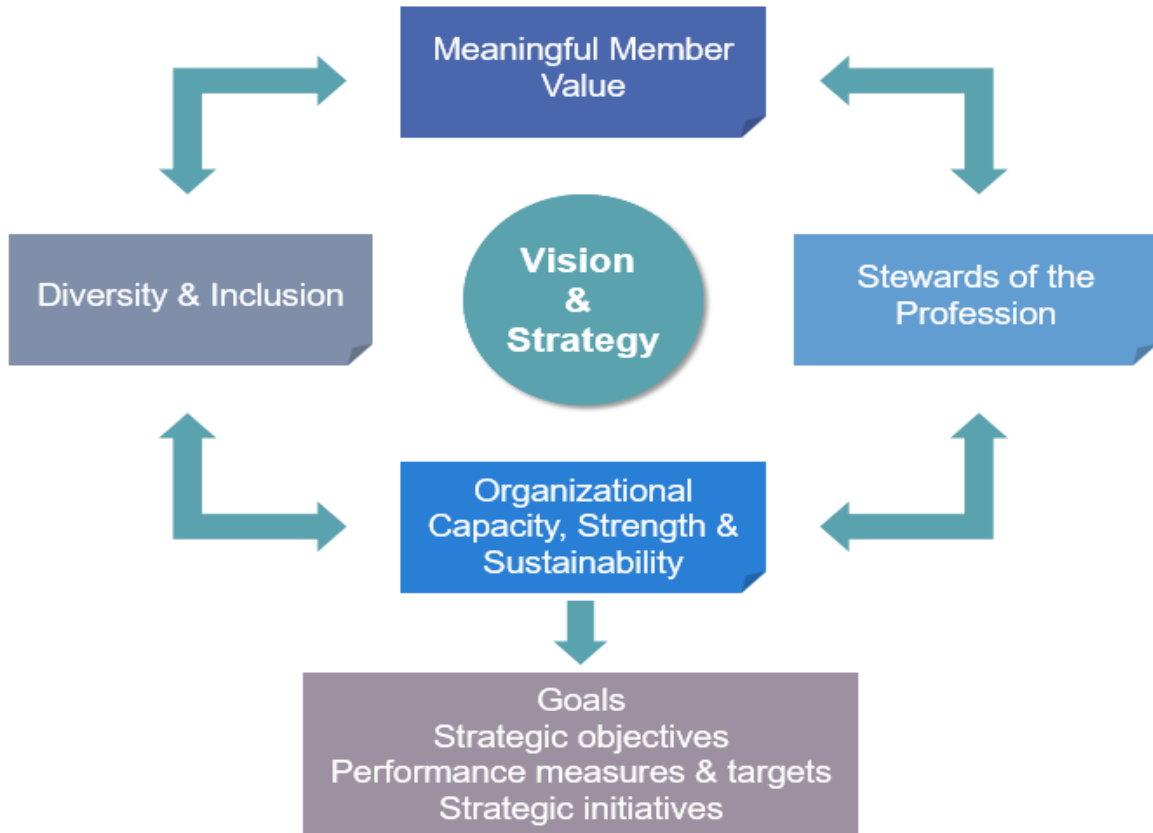 Meaningful Member
Value
Diversity & Inclusion
Vision
&
Strategy
Stewards of the
Profession
Organizational
Capacity, Strength &
Sustainability
Goals
Strategic objectives
Performance measures & targets
Strategic initiatives